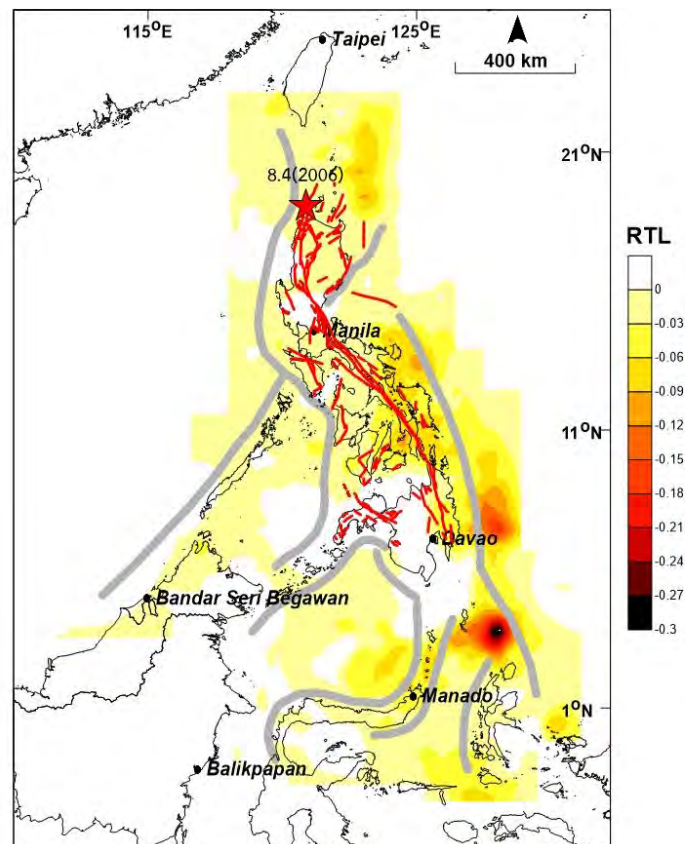 115°E
125°E
Taipei
400 km
21°N
8.4(2006)
RTL
0
-0.03
-0.06
-0.09
-0.12
-0.15
-0.18
-0.21
-0.24
-0.27
-0.3
Manila
11°N
Davao
Bandar Seri Begawan
Manado
1°N
Balikpapan